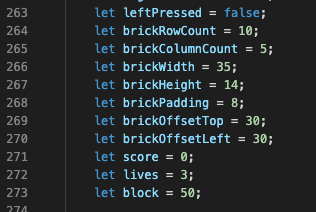 263 let leftPressed = false;
264 let brickRowCount = 10;
265 let brickColumnCount = 5;
266 let brickWidth = 35;
267 let brickHeight = 14;
268 let brickPadding = 8;
269 let brickOffsetTop = 30;
270 let brickOffsetLeft = 30;
271 let score = 0;
272 let lives = 3;
273 let block = 50;
274